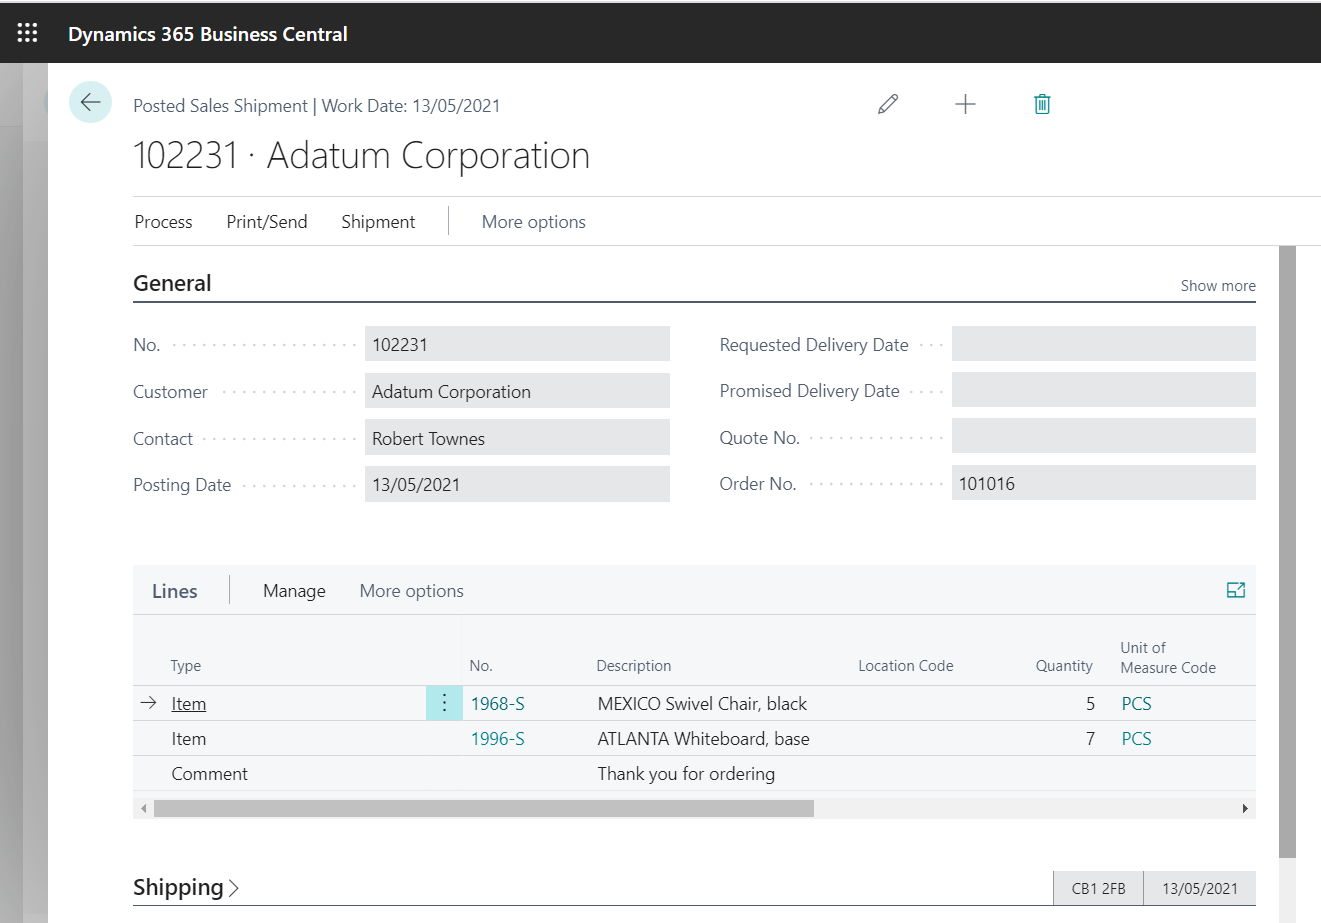 Dynamics 365 Business Central
Posted Sales Shipment | Work Date: 13/05/2021
102231 · Adatum Corporation
Process Print/Send Shipment More options
General Show more
No. 102231 Requested Delivery Date
Customer Adatum Corporation Promised Delivery Date
Contact Robert Townes Quote No.
Posting Date 13/05/2021 Order No. 101016
Lines Manage More options
Type No. Description Location Code Quantity Unit of Measure Code
Item 1968-S MEXICO Swivel Chair, black 5 PCS
Item 1996-S ATLANTA Whiteboard, base 7 PCS
Comment Thank you for ordering
Shipping CB1 2FB 13/05/2021